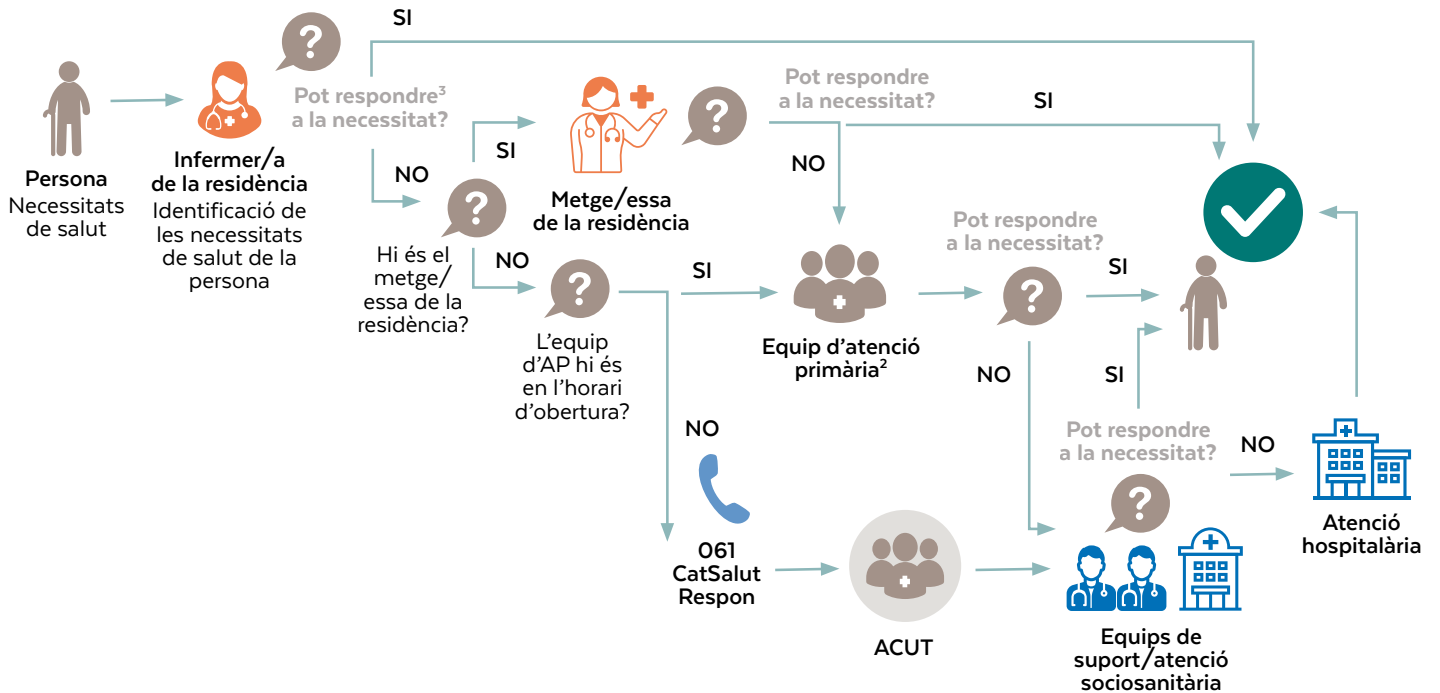 SI
Pot respondre³
a la necessitat?
Pot respondre
a la necessitat?
SI
Persona
Necessitats
de salut
Infermer/a
de la residència
Identificació de
les necessitats
de salut de la
persona
NO
SI
Metge/essa
de la residència
NO
Hi és el
metge/
essa de la
residència?
NO
L'equip
d'AP hi és
en l'horari
d'obertura?
SI
Equip d'atenció
primària²
Pot respondre
a la necessitat?
SI
NO
SI
NO
061
CatSalut
Respon
ACUT
Pot respondre
a la necessitat?
NO
Equips de
suport/atenció
sociosanitària
Atenció
hospitalària